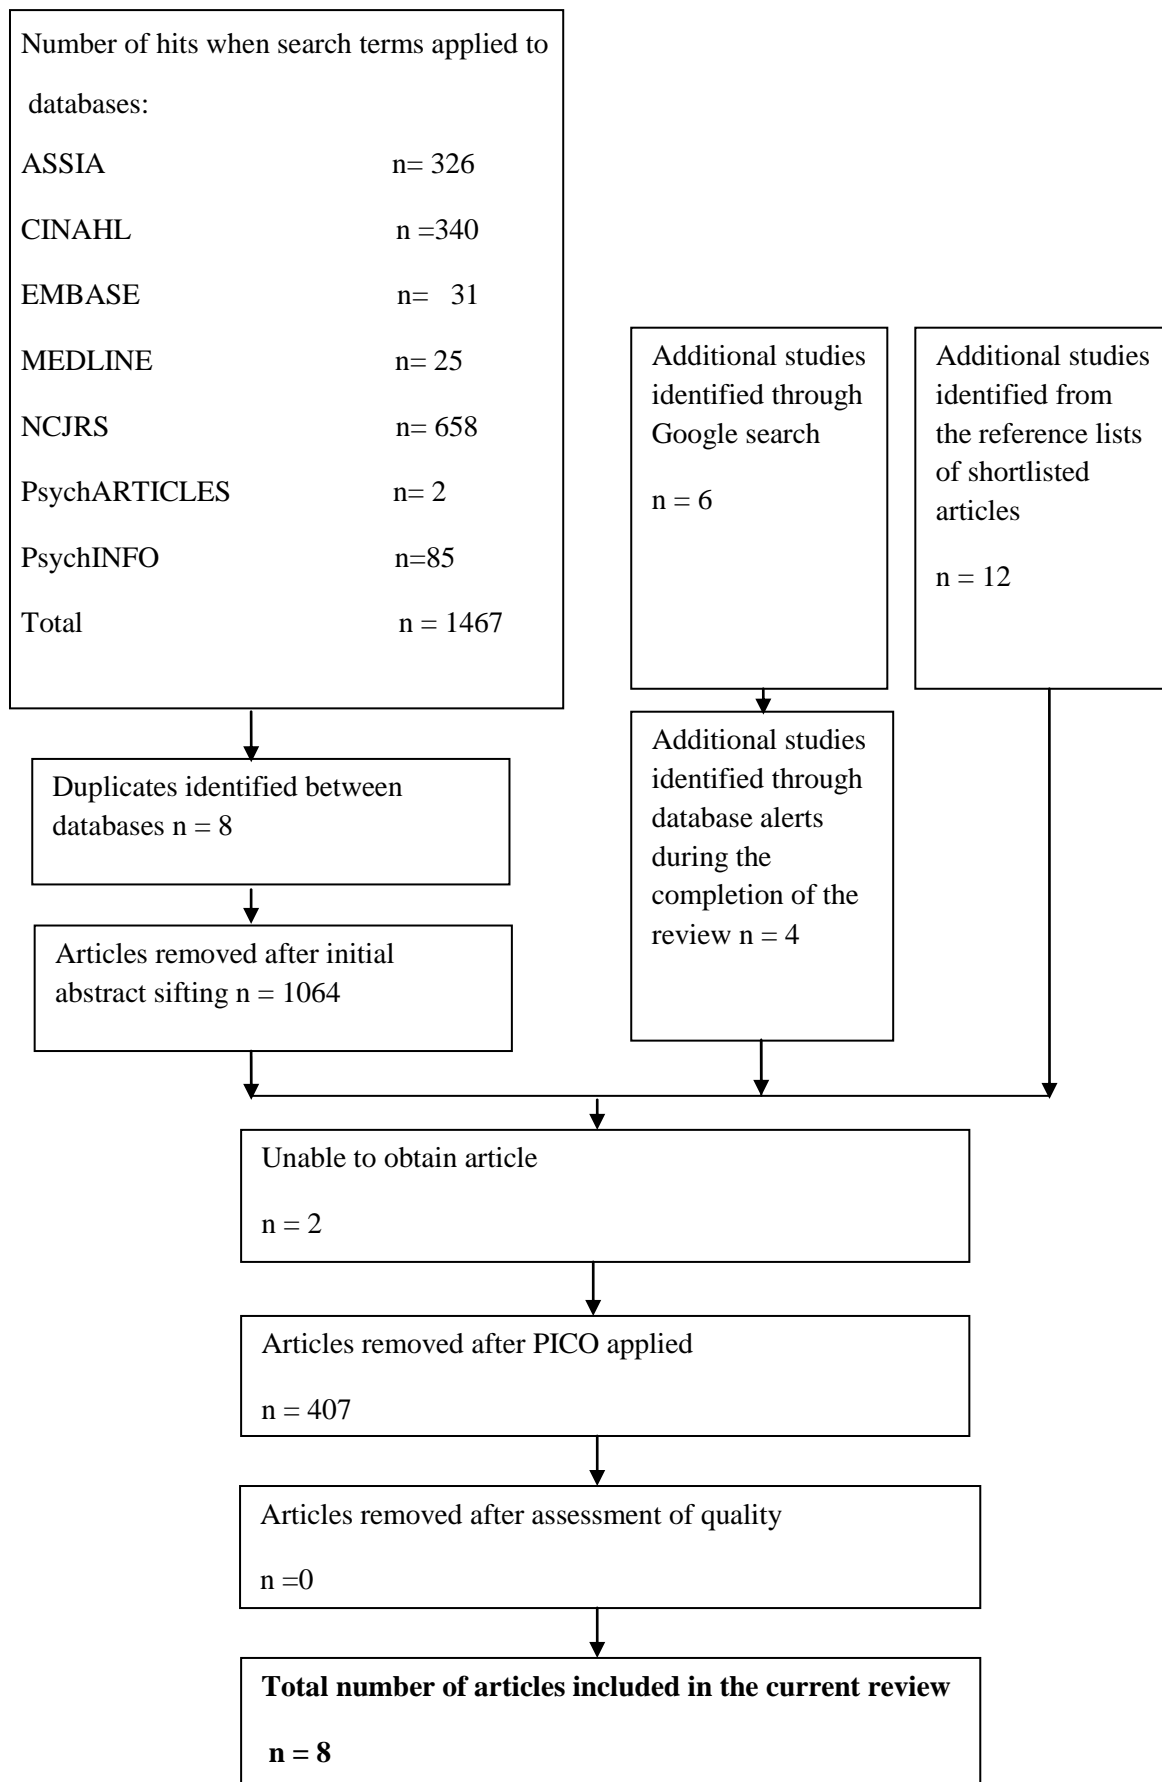 Number of hits when search terms applied to
databases:
ASSIA n= 326
CINAHL n =340
EMBASE n= 31
MEDLINE n= 25
NCJRS n= 658
PsychARTICLES n= 2
PsychINFO n=85
Total n = 1467
Additional studies
identified through
Google search
n = 6
Additional studies
identified from
the reference lists
of shortlisted
articles
n = 12
Duplicates identified between
databases n = 8
Additional studies
identified through
database alerts
during the
completion of the
review n = 4
Articles removed after initial
abstract sifting n = 1064
Unable to obtain article
n = 2
Articles removed after PICO applied
n = 407
Articles removed after assessment of quality
n =0
Total number of articles included in the current review
n = 8